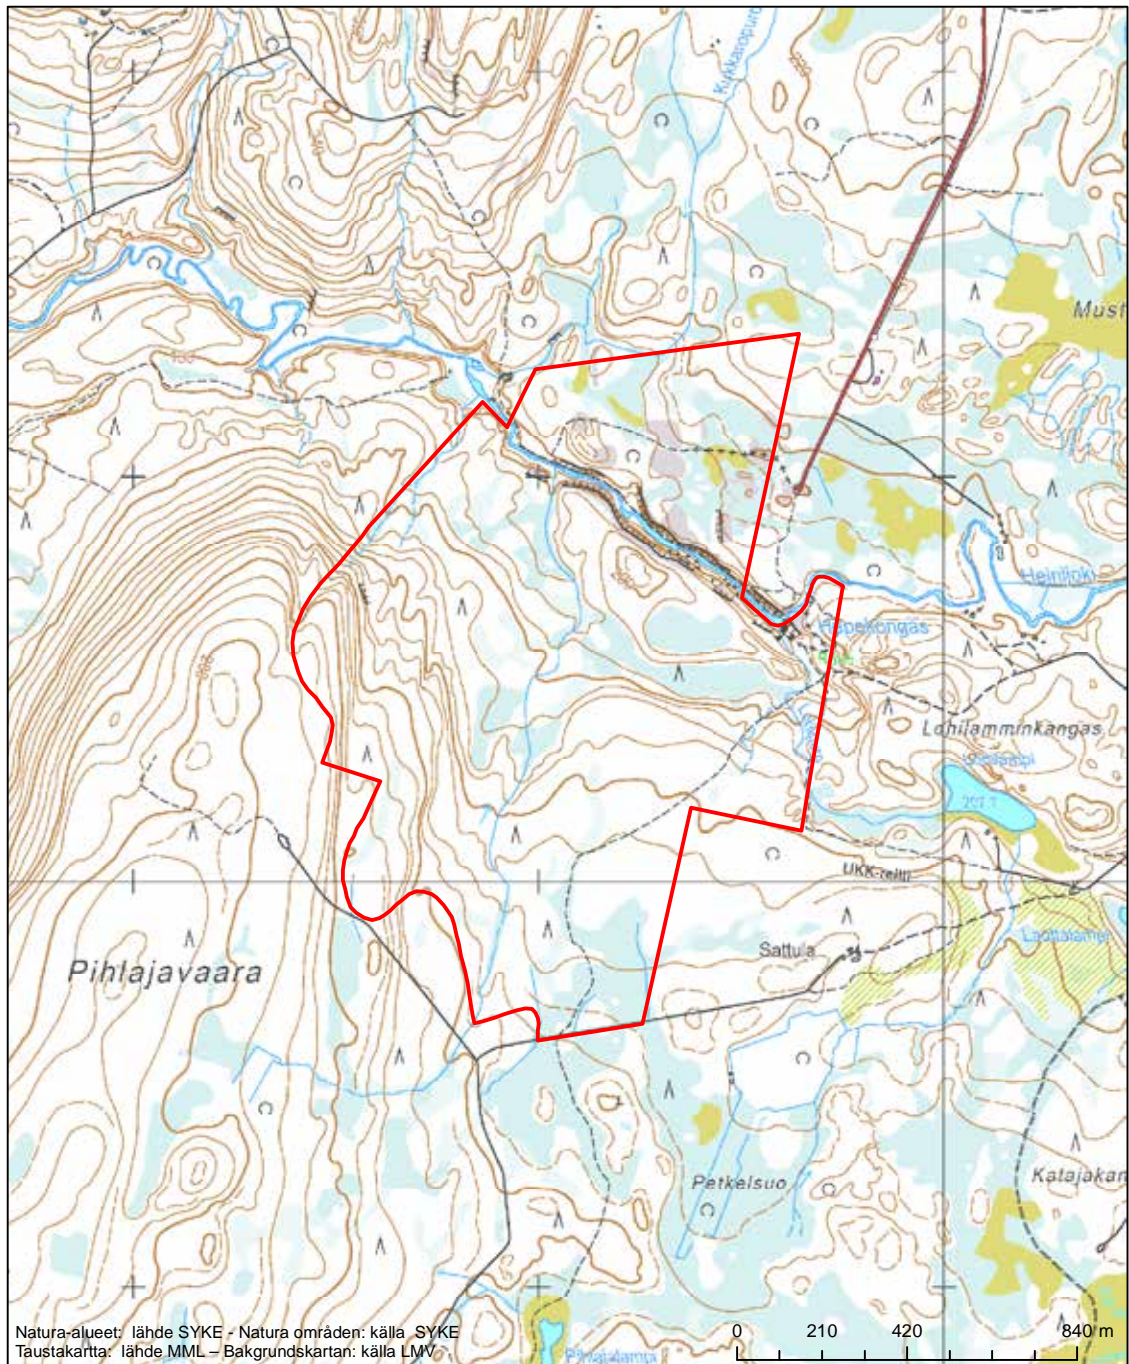 Kukkaropuro
Must
Heinijoki
Hepokongas
Lohilamminkangas
UKK-reitti
Sattula
Pihlajavaara
Petkelsuo
Katajakan
Natura-alueet: lähde SYKE - Natura områden: källa SYKE
Taustakartta: lähde MML – Bakgrundskartan: källa LMV
0 210 420 840 m